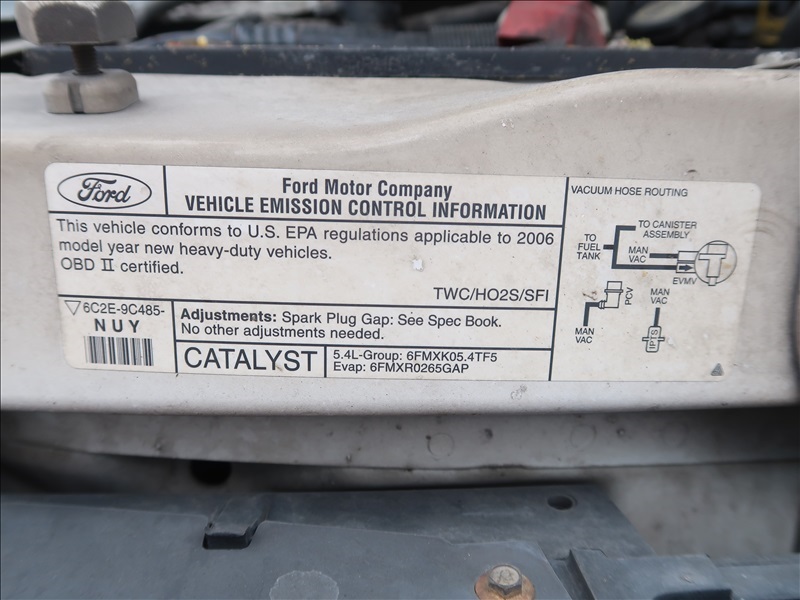 Ford
Ford Motor Company
VEHICLE EMISSION CONTROL INFORMATION
This vehicle conforms to U.S. EPA regulations applicable to 2006
model year new heavy-duty vehicles.
OBD II certified.
TWC/HO2S/SFI
6C2E-9C485-
NUY
Adjustments: Spark Plug Gap: See Spec Book.
No other adjustments needed.
CATALYST
5.4L-Group: 6FMXK05.4TF5
Evap: 6FMXR0265GAP
VACUUM HOSE ROUTING
TO CANISTER
ASSEMBLY
TO
FUEL
TANK
MAN
VAC
EVMV
PCV
MAN
VAC
MAN
VAC
IPTS